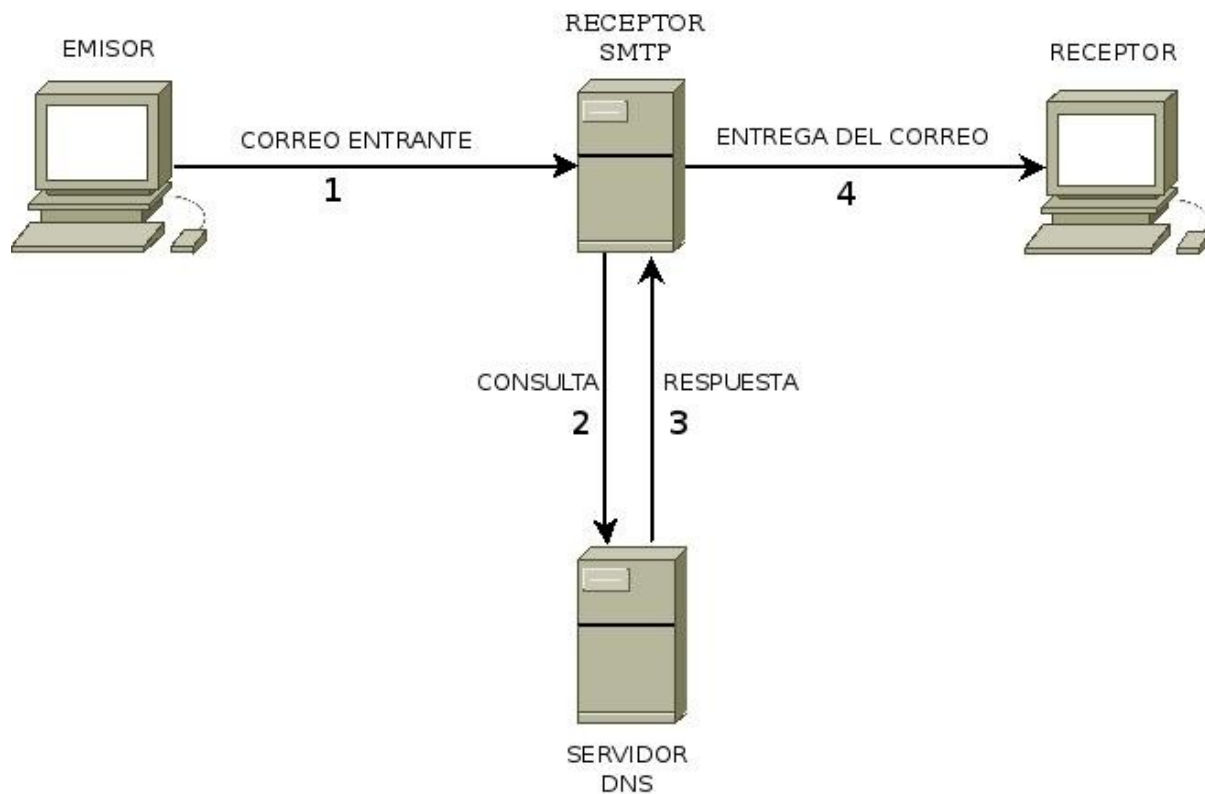 EMISOR
RECEPTOR
SMTP
RECEPTOR
CORREO ENTRANTE
1
ENTREGA DEL CORREO
4
CONSULTA
2
RESPUESTA
3
SERVIDOR
DNS